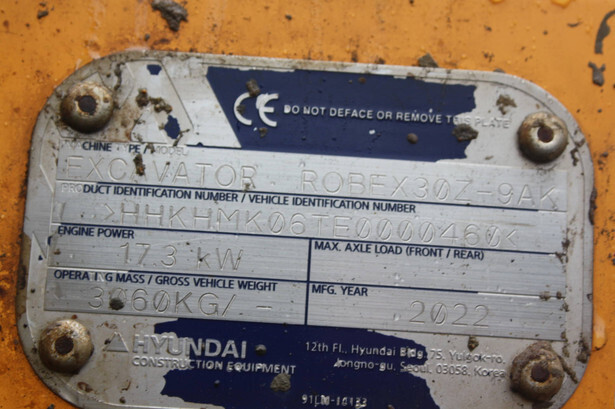 CE DO NOT DEFACE OR REMOVE THIS PLATE
EXCAVATOR ROBEX30Z-9AK
PRODUCT IDENTIFICATION NUMBER / VEHICLE IDENTIFICATION NUMBER
>HHKHMK06TE0000460<
ENGINE POWER
17.3 kW
MAX. AXLE LOAD (FRONT / REAR)
OPERATING MASS / GROSS VEHICLE WEIGHT
MFG. YEAR
2022
HYUNDAI
CONSTRUCTION EQUIPMENT
12th Fl., Hyundai Bldg. 75, Yulgok-ro,
Jongno-gu, Seoul, 03058, Korea